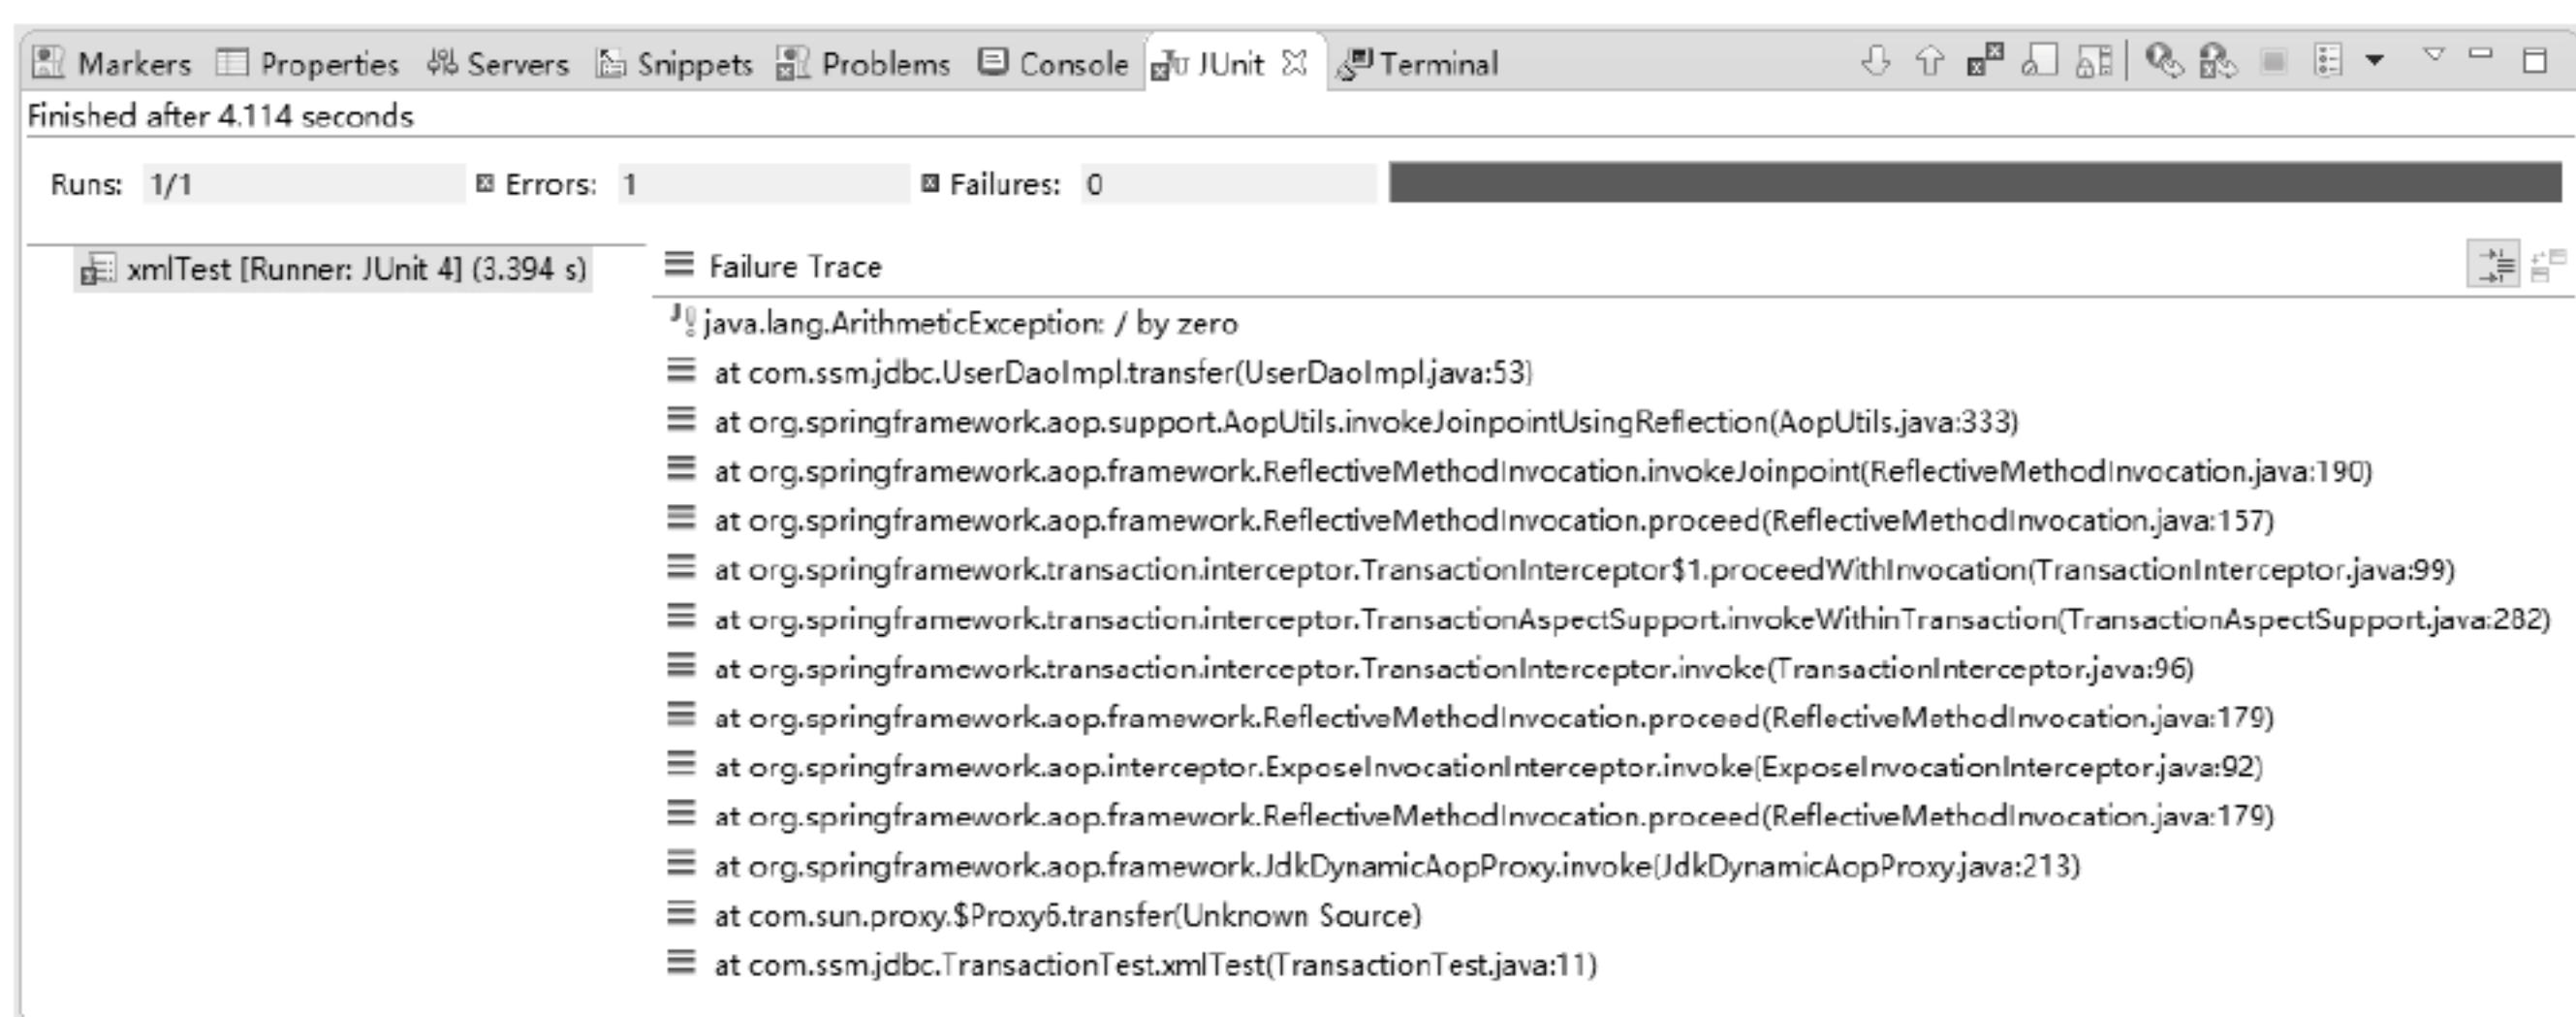 Markers Properties Servers Snippets Problems Console JUnit Terminal
Finished after 4.114 seconds
Runs: 1/1 Errors: 1 Failures: 0
xmlTest [Runner: JUnit 4] (3.394 s)
Failure Trace
java.lang.ArithmeticException: / by zero
at com.ssm.jdbc.UserDaoImpl.transfer(UserDaoImpl.java:53)
at org.springframework.aop.support.AopUtils.invokeJoinpointUsingReflection(AopUtils.java:333)
at org.springframework.aop.framework.ReflectiveMethodInvocation.invokeJoinpoint(ReflectiveMethodInvocation.java:190)
at org.springframework.aop.framework.ReflectiveMethodInvocation.proceed(ReflectiveMethodInvocation.java:157)
at org.springframework.transaction.interceptor.TransactionInterceptor$1.proceedWithInvocation(TransactionInterceptor.java:99)
at org.springframework.transaction.interceptor.TransactionAspectSupport.invokeWithinTransaction(TransactionAspectSupport.java:282)
at org.springframework.transaction.interceptor.TransactionInterceptor.invoke(TransactionInterceptor.java:96)
at org.springframework.aop.framework.ReflectiveMethodInvocation.proceed(ReflectiveMethodInvocation.java:179)
at org.springframework.aop.interceptor.ExposeInvocationInterceptor.invoke(ExposeInvocationInterceptor.java:92)
at org.springframework.aop.framework.ReflectiveMethodInvocation.proceed(ReflectiveMethodInvocation.java:179)
at org.springframework.aop.framework.JdkDynamicAopProxy.invoke(JdkDynamicAopProxy.java:213)
at com.sun.proxy.$Proxy6.transfer(Unknown Source)
at com.ssm.jdbc.TransactionTest.xmlTest(TransactionTest.java:11)